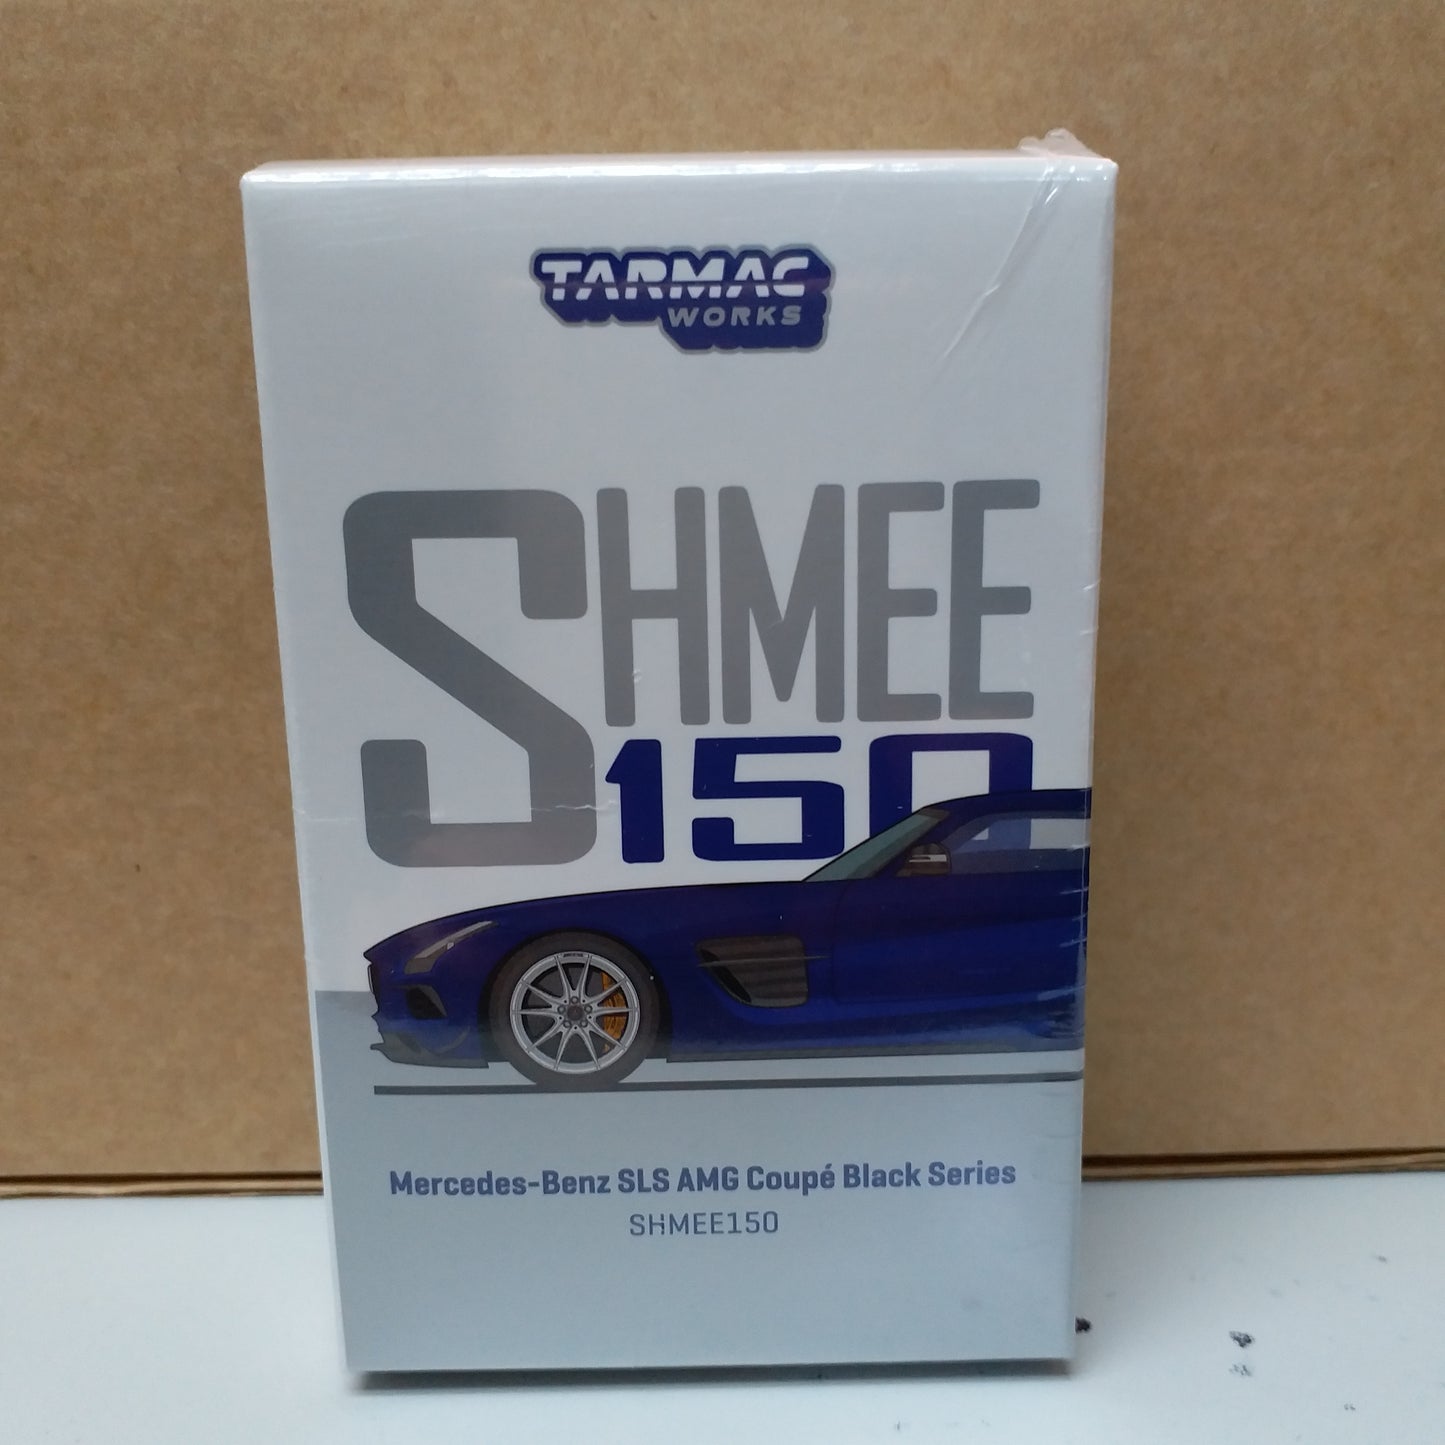 TARMAC
WORKS
SHMEE
150
Mercedes-Benz SLS AMG Coupé Black Series
SHMEE150